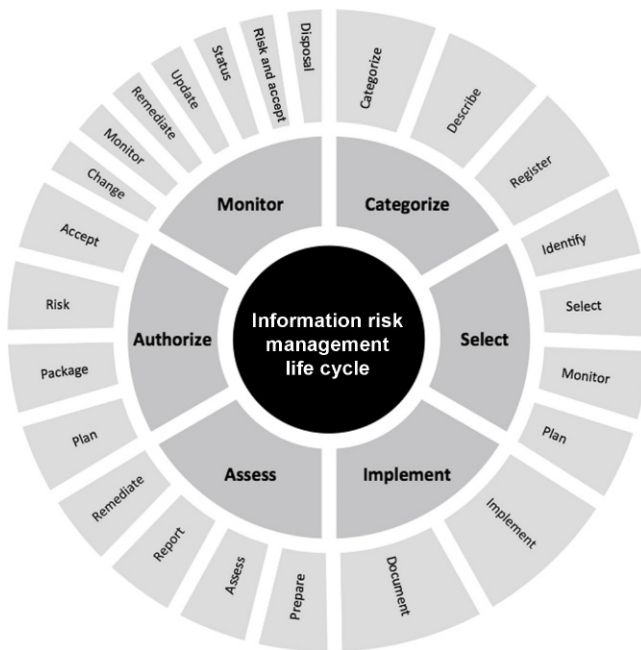 Information risk
management
life cycle
Categorize
Select
Implement
Assess
Authorize
Monitor
Categorize
Describe
Register
Identify
Select
Monitor
Plan
Implement
Document
Prepare
Assess
Report
Remediate
Plan
Package
Risk
Accept
Change
Monitor
Remediate
Update
Status
Risk and accept
Disposal